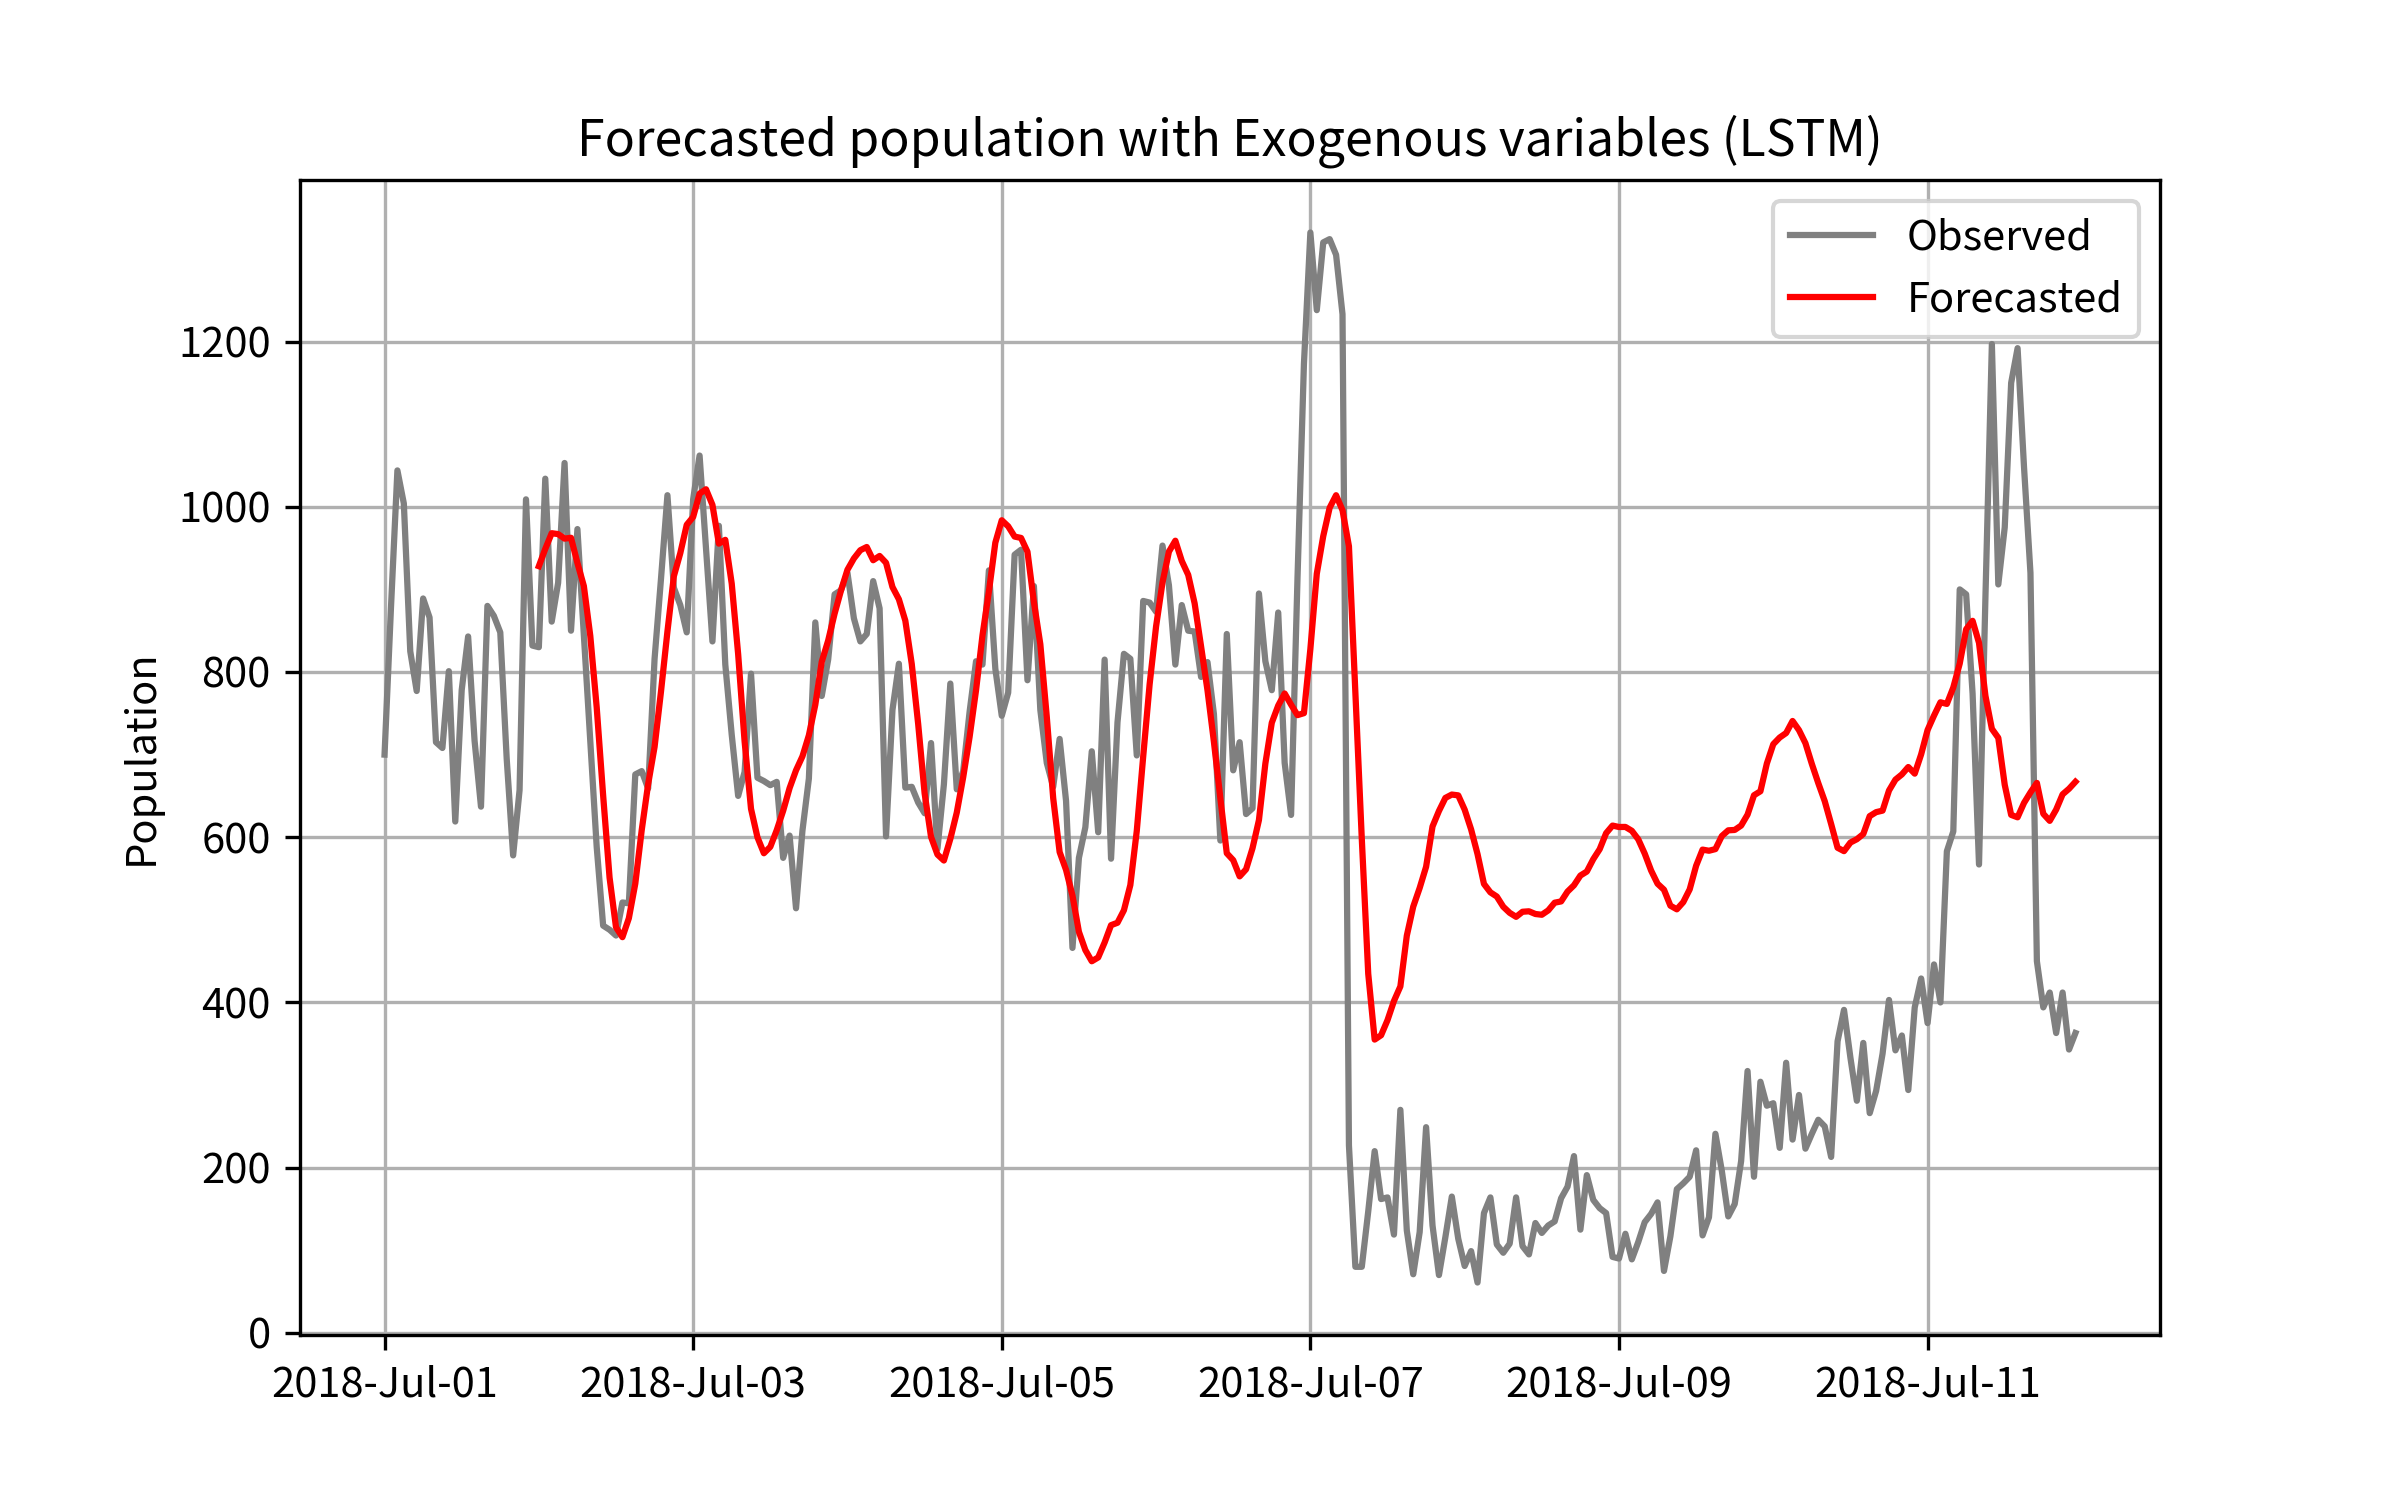 Forecasted population with Exogenous variables (LSTM)
Observed
Forecasted
Population
1200
1000
800
600
400
200
0
2018-Jul-01 2018-Jul-03 2018-Jul-05 2018-Jul-07 2018-Jul-09 2018-Jul-11